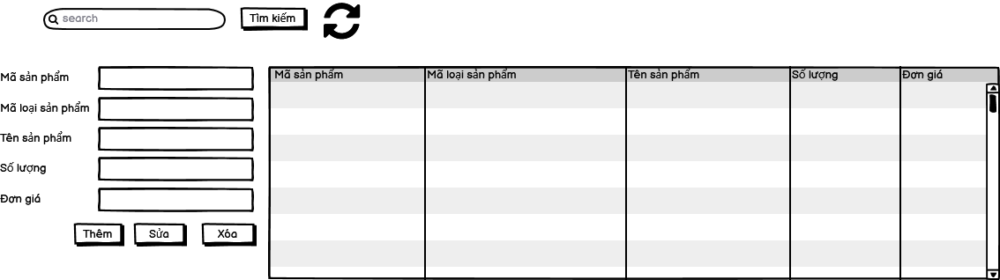 search
Tìm kiếm
Mã sản phẩm
Mã loại sản phẩm
Tên sản phẩm
Số lượng
Đơn giá
Thêm Sửa Xóa
Mã sản phẩm Mã loại sản phẩm Tên sản phẩm Số lượng Đơn giá